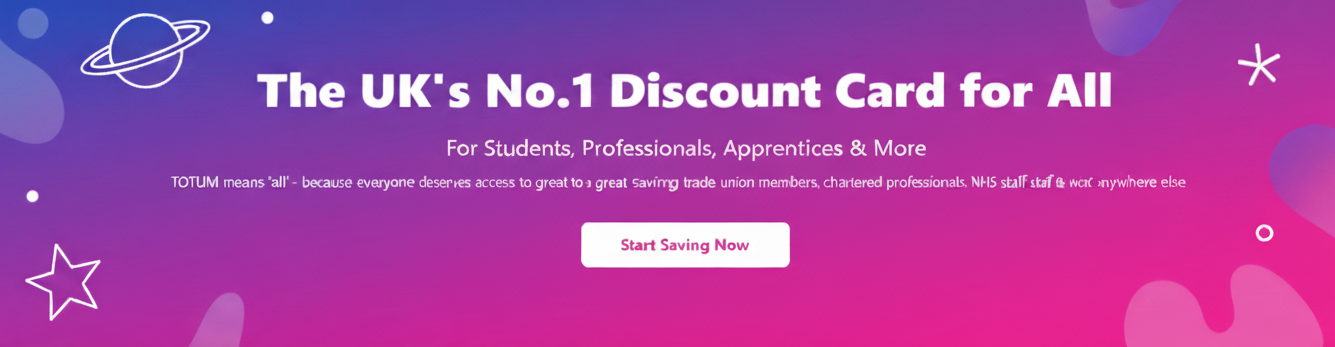 The UK's No.1 Discount Card for All
For Students, Professionals, Apprentices & More
TOTUM means 'all' - because everyone deserves access to great to a great saving trade union members, chartered professionals, NHS staff staf & nywhere else
Start Saving Now